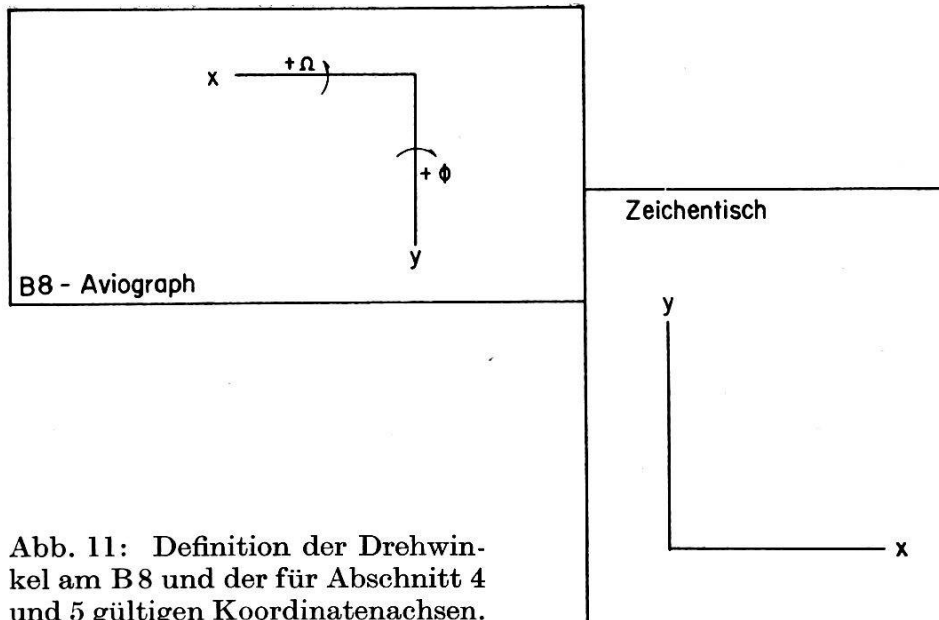 +Ω
x
+ Φ
y
B8 - Aviograph
Zeichentisch
y
x
Abb. 11: Definition der Drehwin-
kel am B 8 und der für Abschnitt 4
und 5 gültigen Koordinatenachsen.